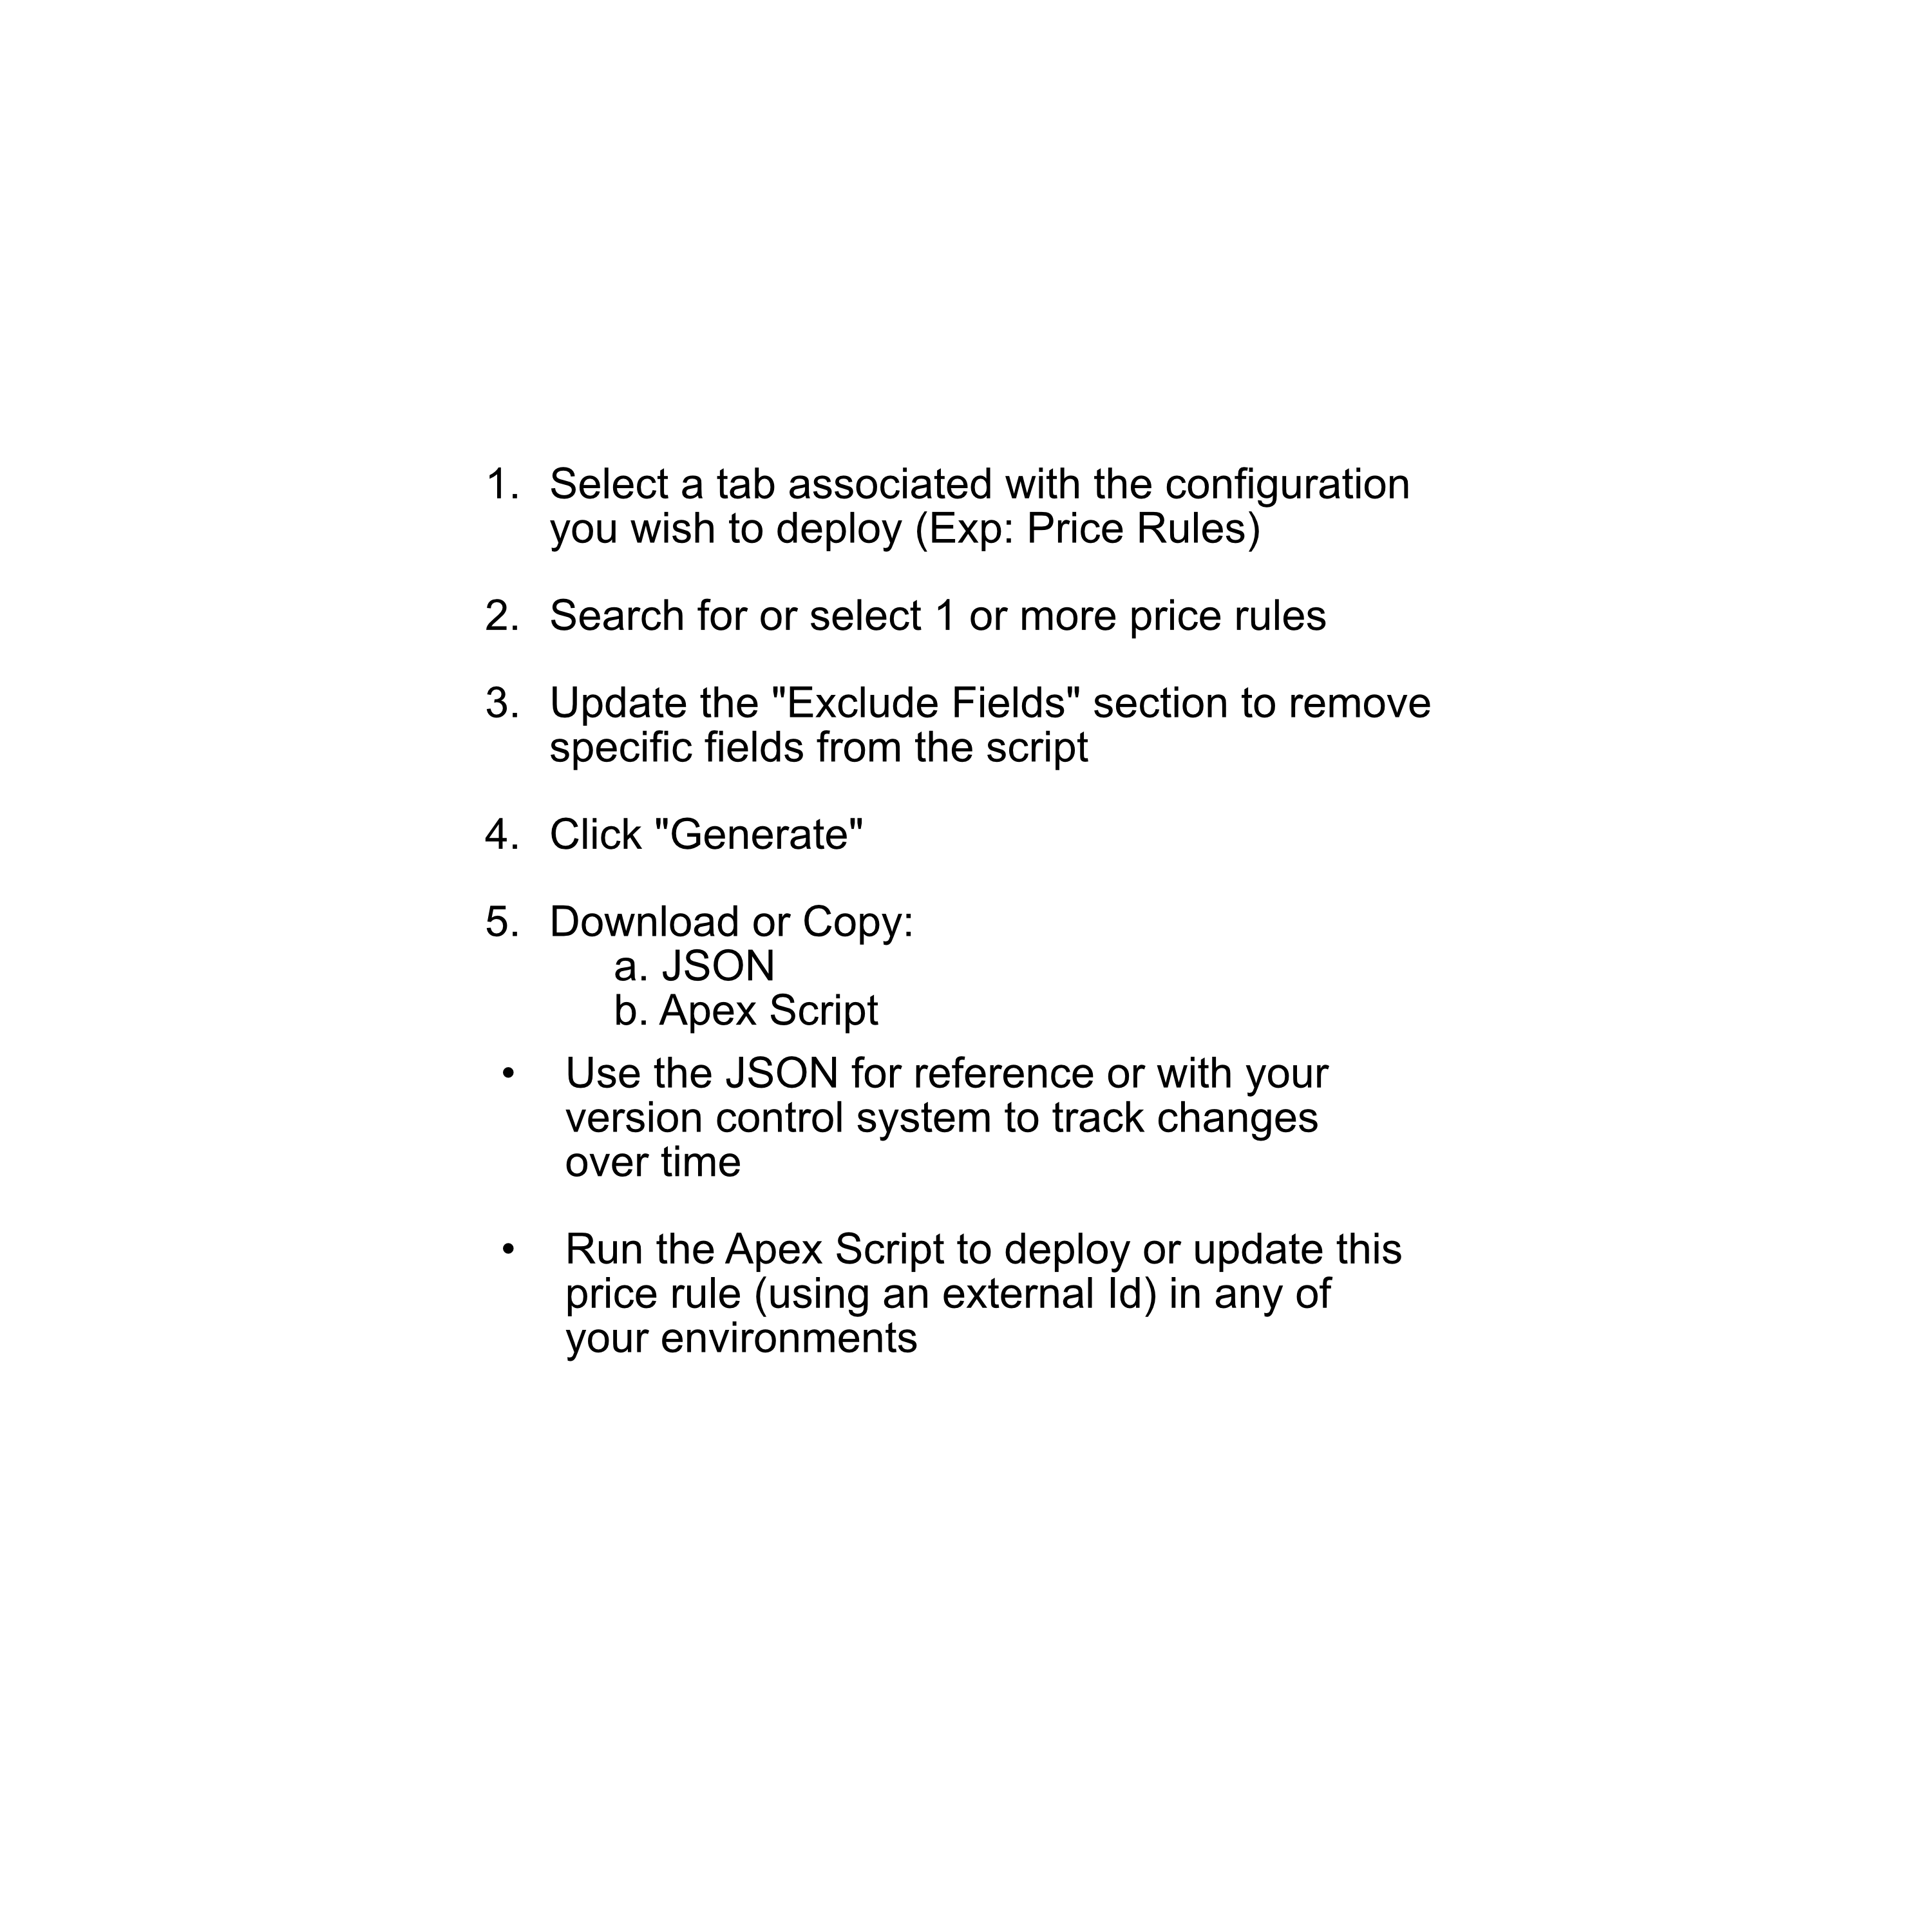 1. Select a tab associated with the configuration
you wish to deploy (Exp: Price Rules)
2. Search for or select 1 or more price rules
3. Update the "Exclude Fields" section to remove
specific fields from the script
4. Click "Generate"
5. Download or Copy:
a. JSON
b. Apex Script
• Use the JSON for reference or with your
version control system to track changes
over time
• Run the Apex Script to deploy or update this
price rule (using an external Id) in any of
your environments